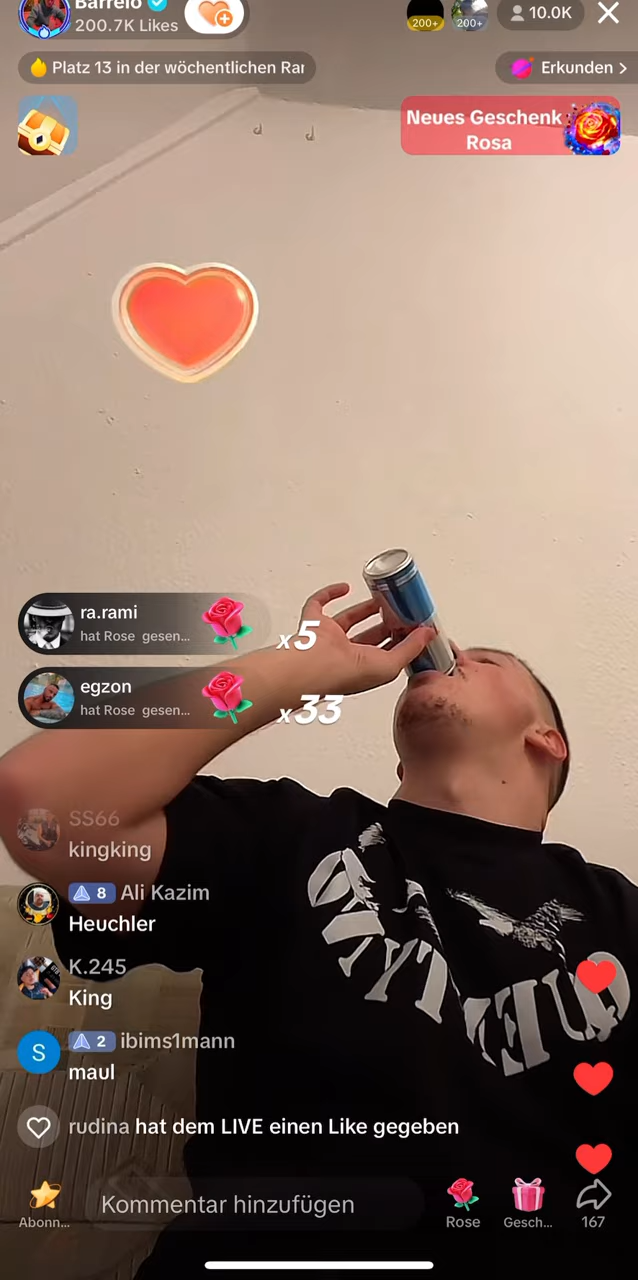 Barrelo
200.7K Likes
200+
200+
10.0K
Platz 13 in der wöchentlichen Rar
Erkunden >
Neues Geschenk
Rosa
ra.rami
hat Rose gesen...
x5
egzon
hat Rose gesen...
x33
SS66
kingking
8 Ali Kazim
Heuchler
K.245
King
S
2 ibims1mann
maul
rudina hat dem LIVE einen Like gegeben
Abonn...
Kommentar hinzufügen
Rose
Gesch...
167